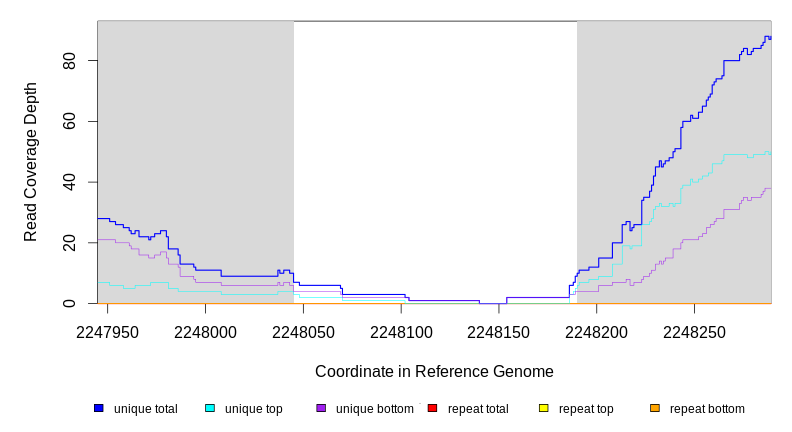 80
60
40
20
0
Read Coverage Depth
2247950 2248000 2248050 2248100 2248150 2248200 2248250
Coordinate in Reference Genome
unique total unique top unique bottom repeat total repeat top repeat bottom